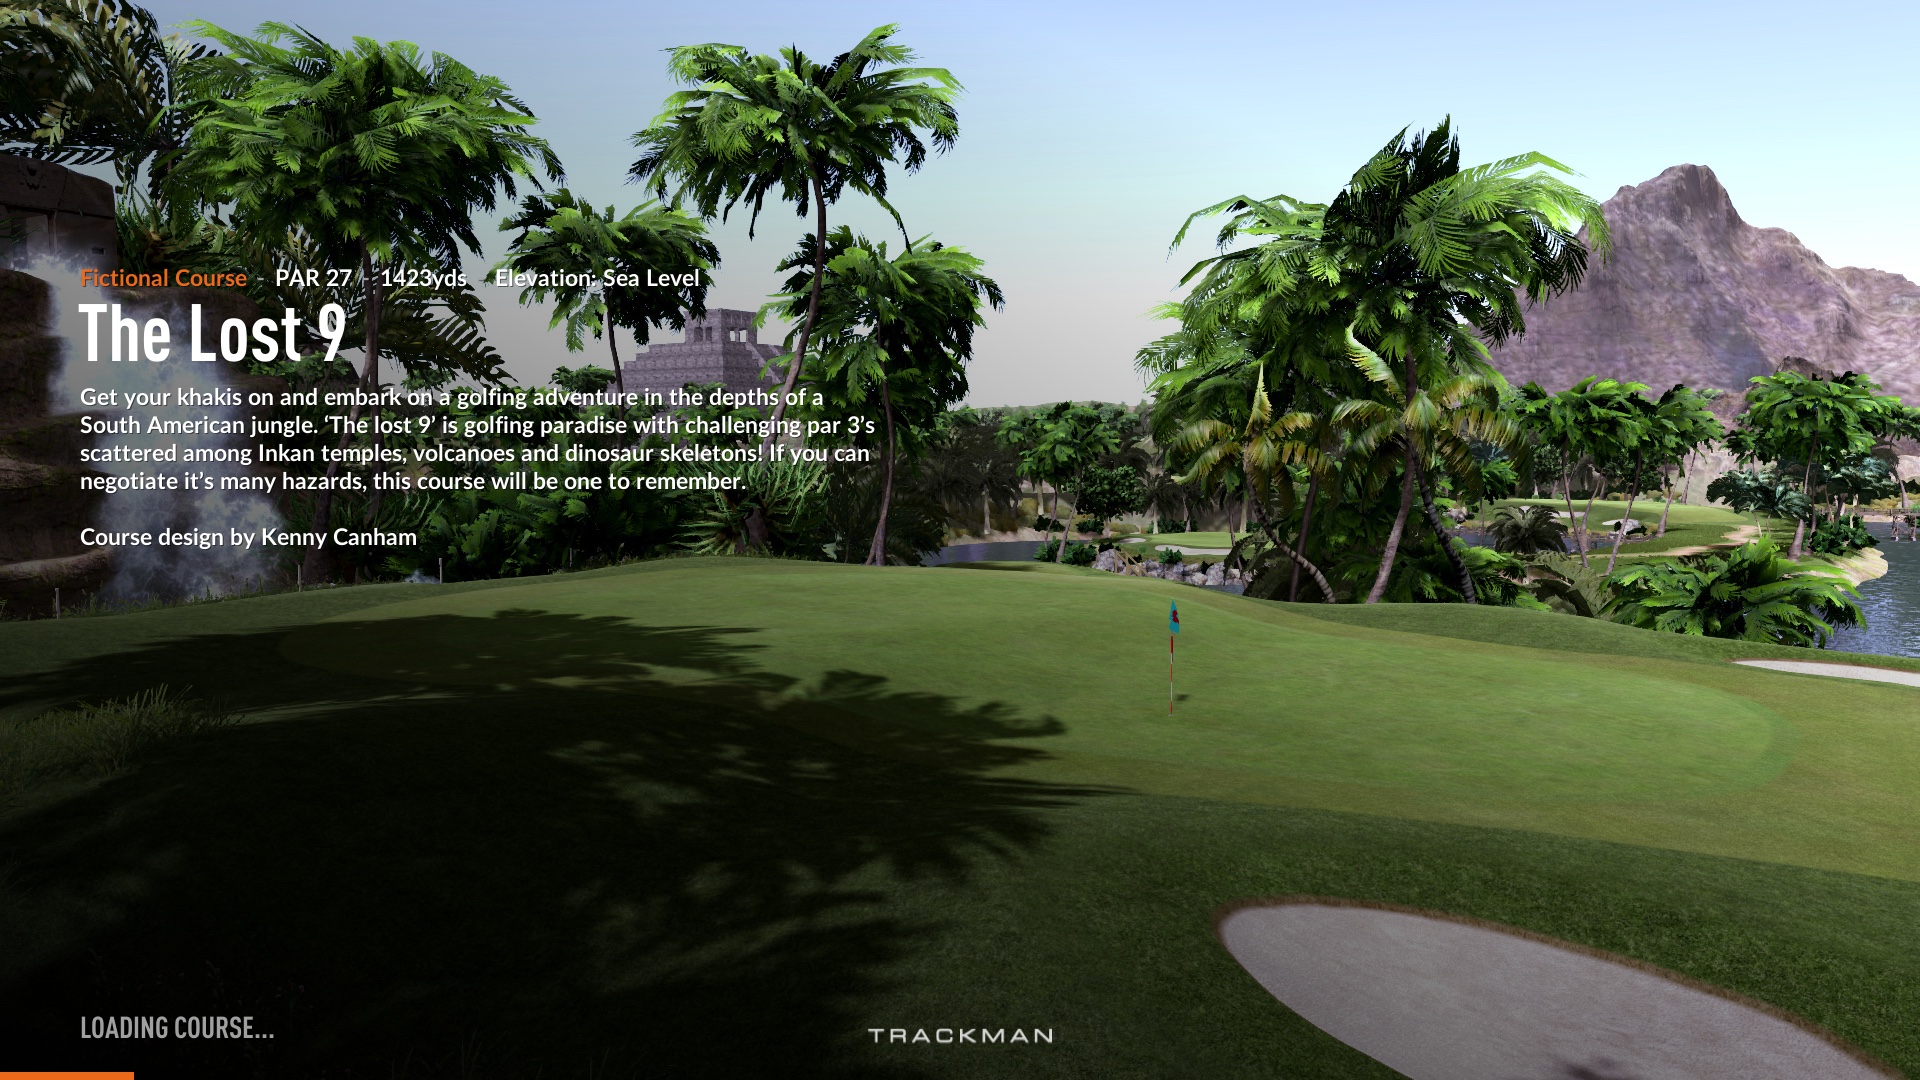 Fictional Course - PAR 27 - 1423yds - Elevation: Sea Level
The Lost 9
Get your khakis on and embark on a golfing adventure in the depths of a
South American jungle. ‘The lost 9’ is golfing paradise with challenging par 3’s
scattered among Inkan temples, volcanoes and dinosaur skeletons! If you can
negotiate it’s many hazards, this course will be one to remember.
Course design by Kenny Canham
LOADING COURSE...
TRACKMAN